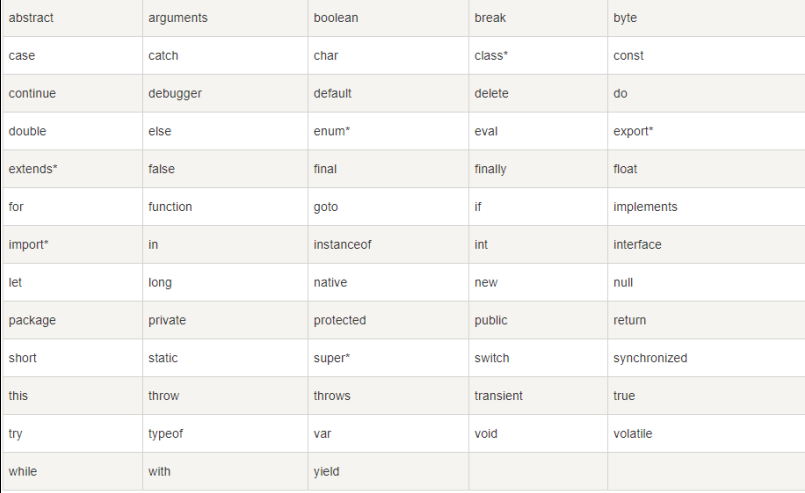 abstract arguments boolean break byte
case catch char class* const
continue debugger default delete do
double else enum* eval export*
extends* false final finally float
for function goto if implements
import* in instanceof int interface
let long native new null
package private protected public return
short static super* switch synchronized
this throw throws transient true
try typeof var void volatile
while with yield